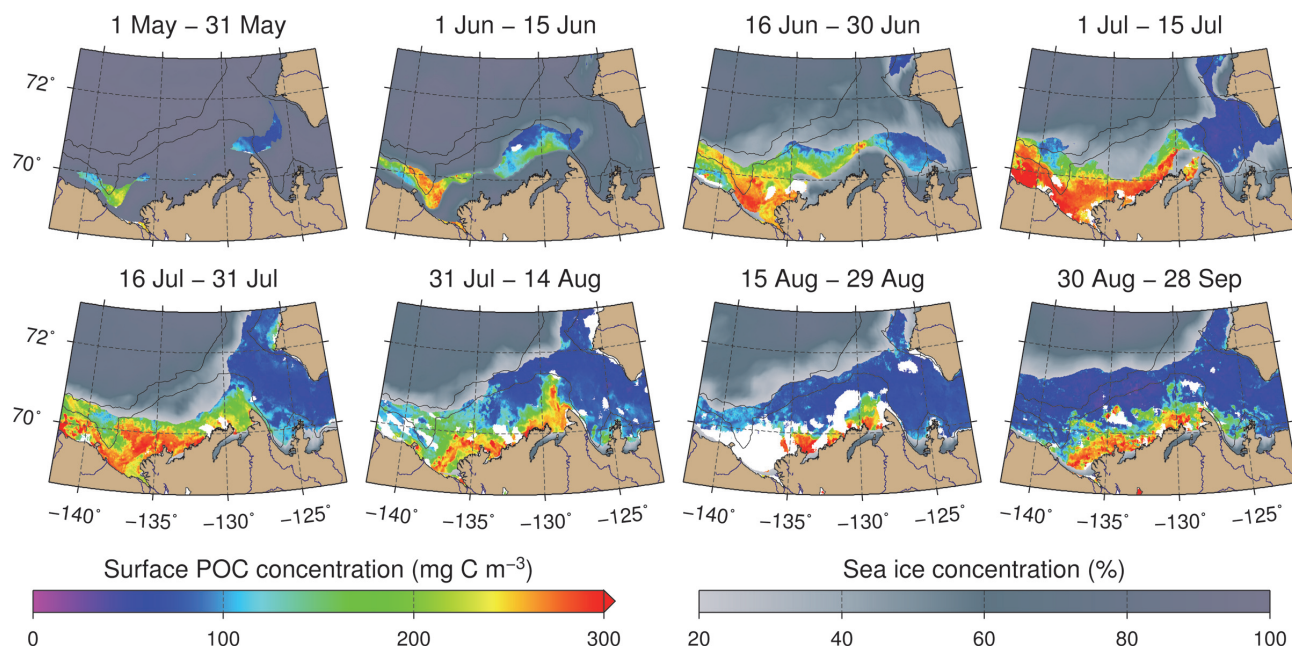 1 May – 31 May 1 Jun – 15 Jun 16 Jun – 30 Jun 1 Jul – 15 Jul
72°
70°
16 Jul – 31 Jul 31 Jul – 14 Aug 15 Aug – 29 Aug 30 Aug – 28 Sep
72°
70°
−140° −135° −130° −125° −140° −135° −130° −125° −140° −135° −130° −125° −140° −135° −130° −125°
Surface POC concentration (mg C m⁻³) Sea ice concentration (%)
0 100 200 300 20 40 60 80 100